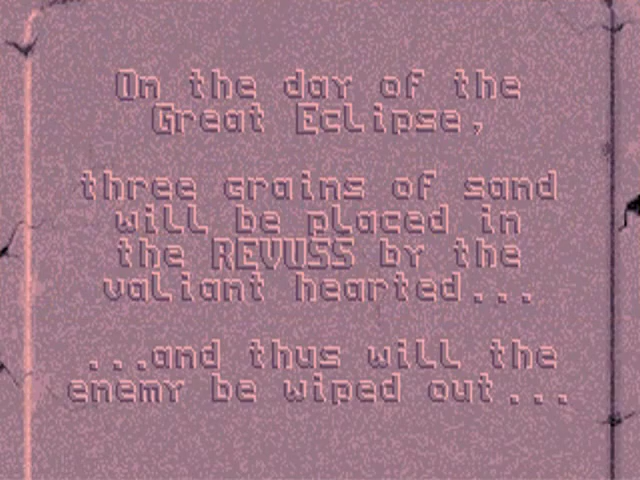 On the day of the
Great Eclipse,
three grains of sand
will be placed in
the REVUSS by the
valiant hearted...
...and thus will the
enemy be wiped out...